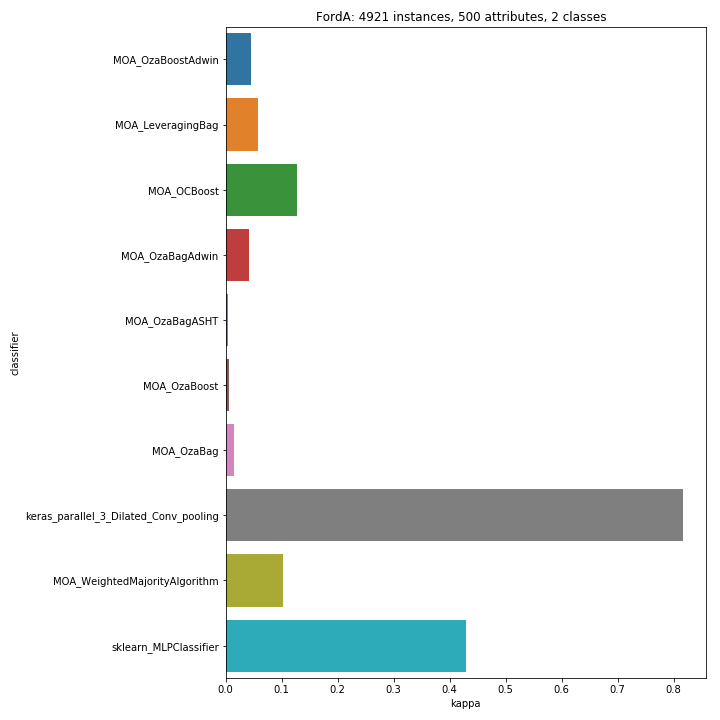 FordA: 4921 instances, 500 attributes, 2 classes
MOA_OzaBoostAdwin
MOA_LeveragingBag
MOA_OCBoost
MOA_OzaBagAdwin
MOA_OzaBagASHT
classifier
MOA_OzaBoost
MOA_OzaBag
keras_parallel_3_Dilated_Conv_pooling
MOA_WeightedMajorityAlgorithm
sklearn_MLPClassifier
0.0 0.1 0.2 0.3 0.4 0.5 0.6 0.7 0.8
kappa